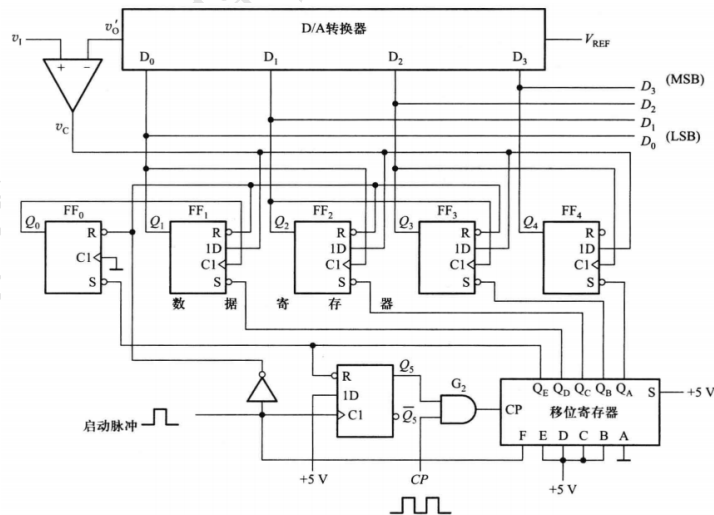 D/A转换器
v_I
v'_O
V_REF
D_0 D_1 D_2 D_3
+ −
D_3 (MSB)
D_2
D_1
D_0 (LSB)
v_C
FF_0 FF_1 FF_2 FF_3 FF_4
Q_0 Q_1 Q_2 Q_3 Q_4
R R R R R
1D 1D 1D 1D
C1 C1 C1 C1 C1
S S S S S
数 据 寄 存 器
R
1D
C1
Q_5
Q̅_5
G_2
Q_E Q_D Q_C Q_B Q_A S
+5 V
CP 移位寄存器
F E D C B A
启动脉冲
+5 V
CP
+5 V